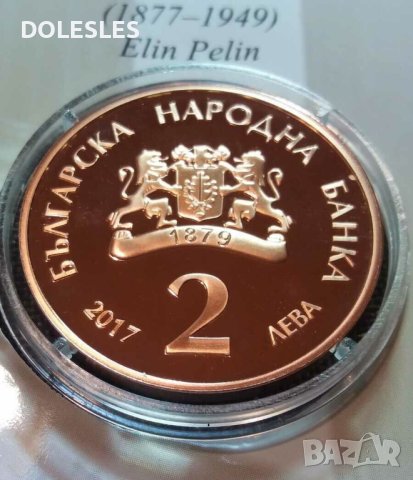 DOLESLES
(1877–1949)
Elin Pelin
БЪЛГАРСКА НАРОДНА БАНКА
1879
2
2017
ЛЕВА
BAZAR